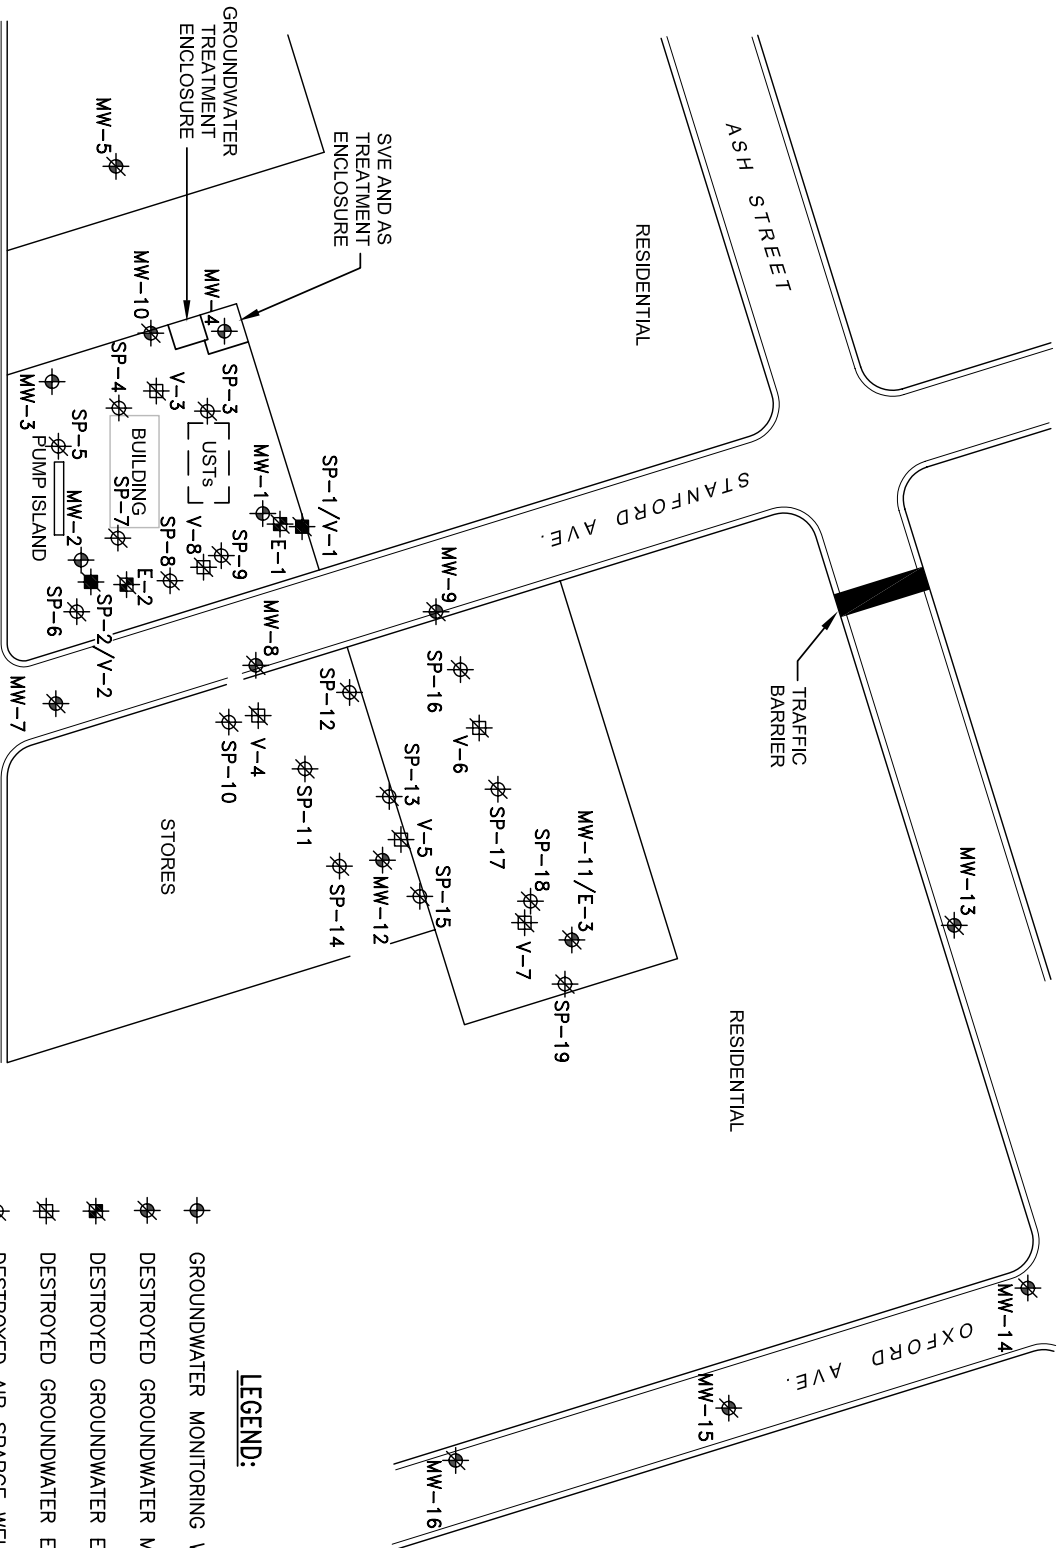 GROUNDWATER
TREATMENT
ENCLOSURE
SVE AND AS
TREATMENT
ENCLOSURE
ASH STREET
RESIDENTIAL
STANFORD AVE.
TRAFFIC
BARRIER
RESIDENTIAL
OXFORD AVE.
STORES
BUILDING
USTs
PUMP ISLAND
MW-5
MW-10
MW-4
SP-4
V-3
SP-3
MW-3
SP-5
MW-1
SP-1/V-1
E-1
SP-7
MW-2
SP-8
V-8
SP-9
E-2
SP-2/V-2
SP-6
MW-7
MW-8
MW-9
SP-16
V-6
SP-12
V-4
SP-10
SP-11
SP-13
V-5
SP-17
SP-14
MW-12
SP-15
SP-18
MW-11/E-3
V-7
SP-19
MW-13
MW-14
MW-15
MW-16
LEGEND:
GROUNDWATER MONITORING
DESTROYED GROUNDWATER M
DESTROYED GROUNDWATER E
DESTROYED GROUNDWATER E
DESTROYED AIR SPARGE WEL